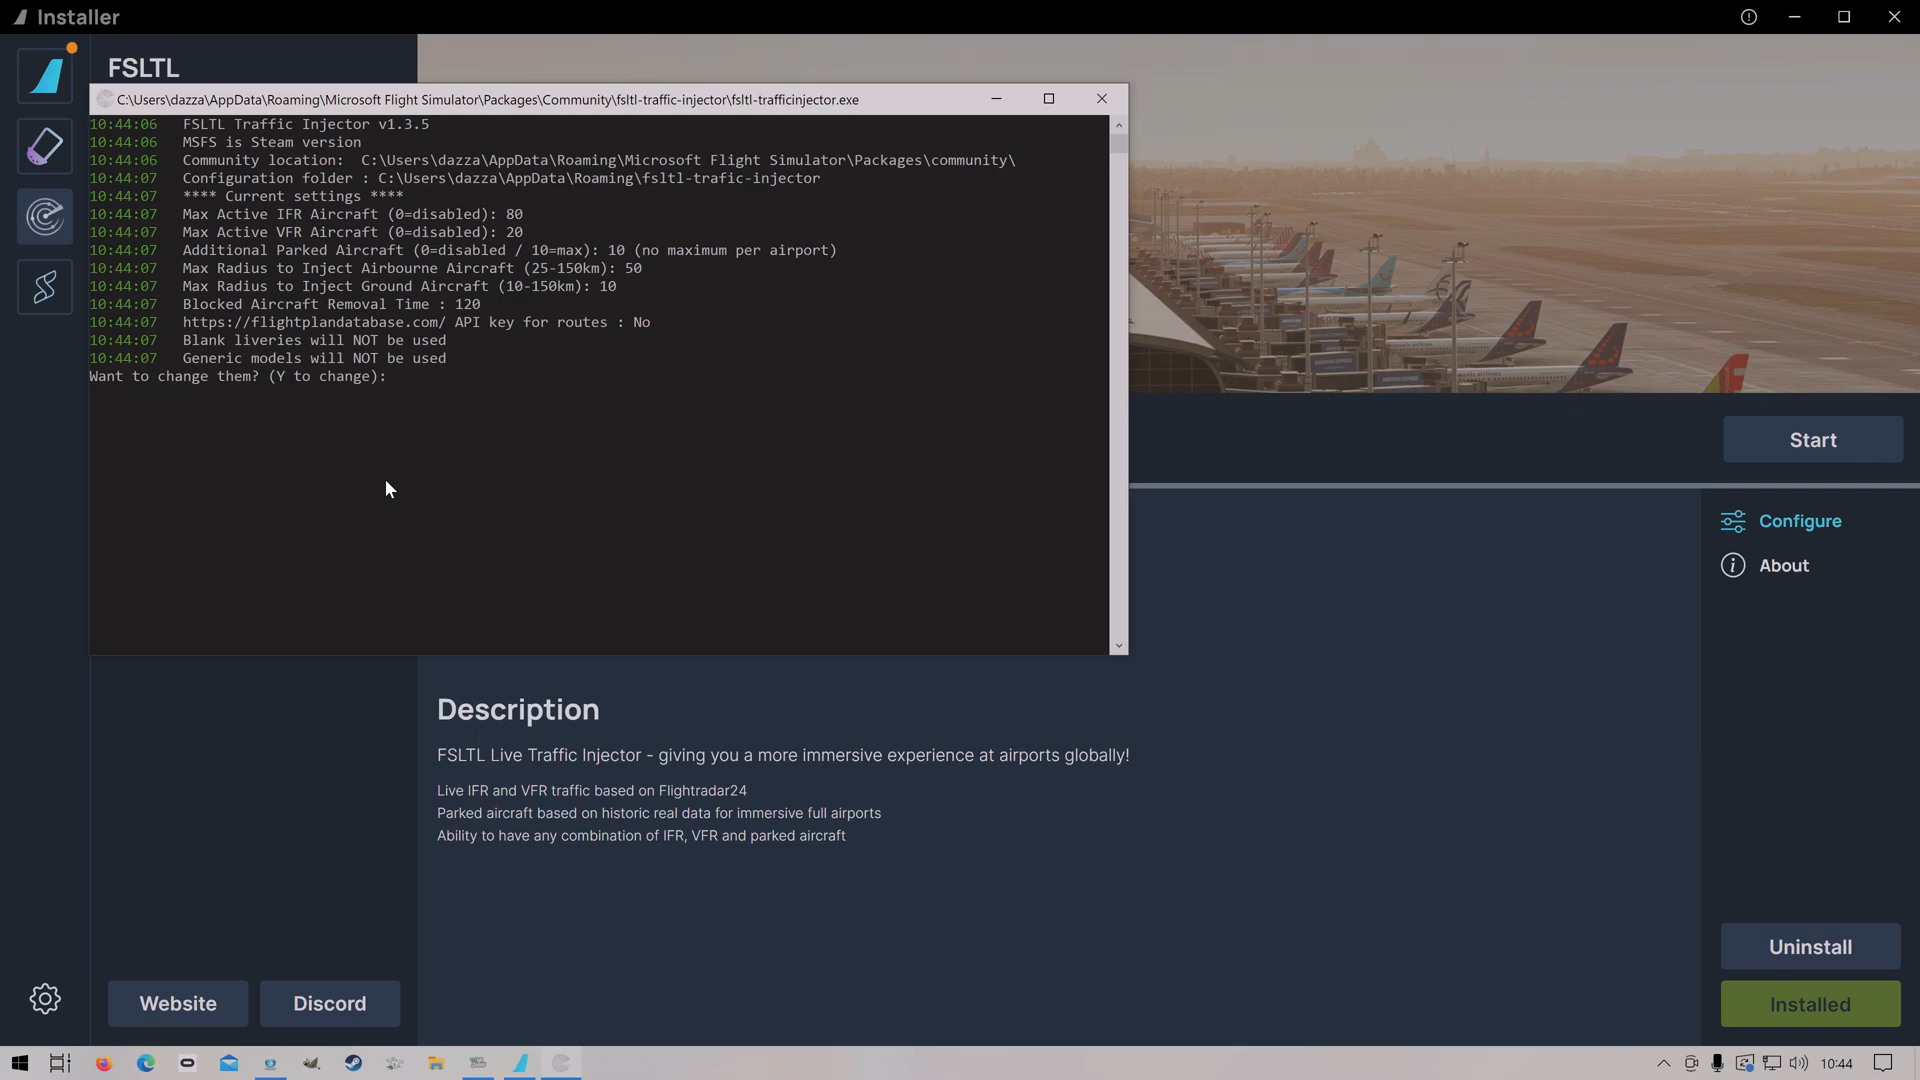 Installer
FSLTL
C:\Users\dazza\AppData\Roaming\Microsoft Flight Simulator\Packages\Community\fsltl-traffic-injector\fsltl-trafficinjector.exe
10:44:06 FSLTL Traffic Injector v1.3.5
10:44:06 MSFS is Steam version
10:44:06 Community location: C:\Users\dazza\AppData\Roaming\Microsoft Flight Simulator\Packages\community\
10:44:07 Configuration folder : C:\Users\dazza\AppData\Roaming\fsltl-trafic-injector
10:44:07 **** Current settings ****
10:44:07 Max Active IFR Aircraft (0=disabled): 80
10:44:07 Max Active VFR Aircraft (0=disabled): 20
10:44:07 Additional Parked Aircraft (0=disabled / 10=max): 10 (no maximum per airport)
10:44:07 Max Radius to Inject Airbourne Aircraft (25-150km): 50
10:44:07 Max Radius to Inject Ground Aircraft (10-150km): 10
10:44:07 Blocked Aircraft Removal Time : 120
10:44:07 https://flightplandatabase.com/ API key for routes : No
10:44:07 Blank liveries will NOT be used
10:44:07 Generic models will NOT be used
Want to change them? (Y to change):
Start
Configure
About
Description
FSLTL Live Traffic Injector - giving you a more immersive experience at airports globally!
Live IFR and VFR traffic based on Flightradar24
Parked aircraft based on historic real data for immersive full airports
Ability to have any combination of IFR, VFR and parked aircraft
Uninstall
Installed
Website
Discord
10:44